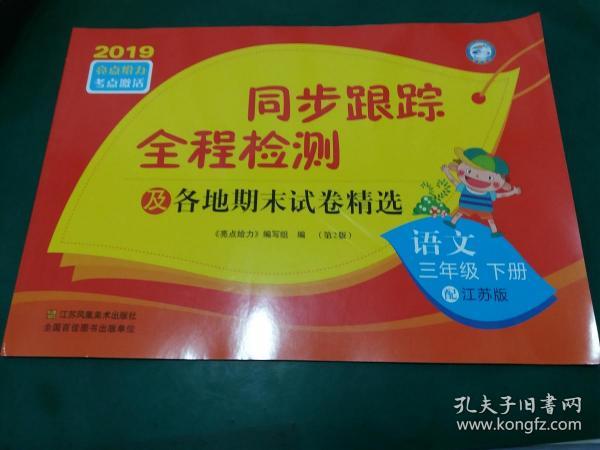 2019
亮点给力
考点激活
同步跟踪
全程检测
及各地期末试卷精选
《亮点给力》编写组 编 (第2版)
语文
三年级 下册
配江苏版
江苏凤凰美术出版社
全国百佳图书出版单位
孔夫子旧书网
www.kongfz.com